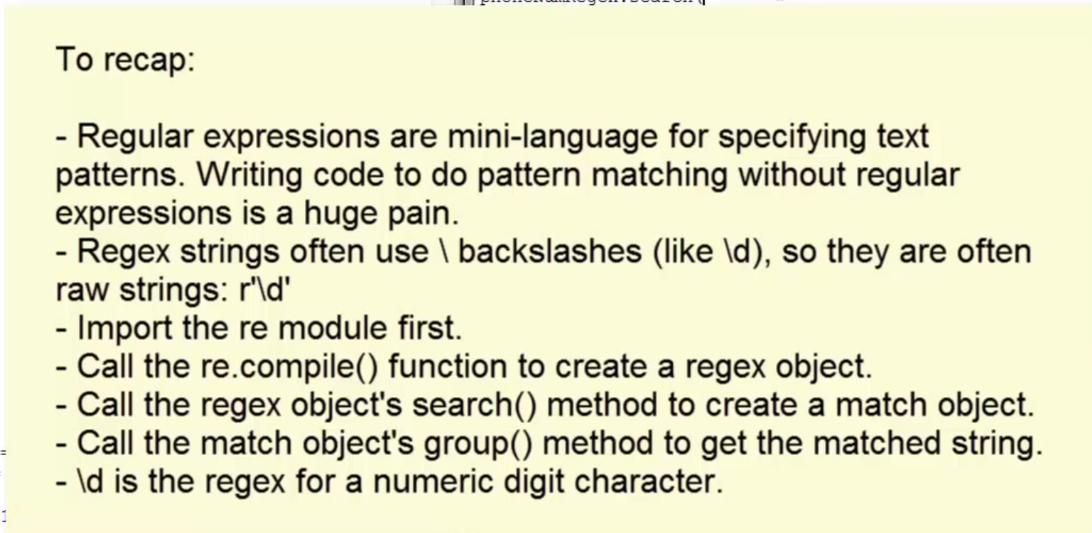 To recap:
- Regular expressions are mini-language for specifying text
patterns. Writing code to do pattern matching without regular
expressions is a huge pain.
- Regex strings often use \ backslashes (like \d), so they are often
raw strings: r'\d'
- Import the re module first.
- Call the re.compile() function to create a regex object.
- Call the regex object's search() method to create a match object.
- Call the match object's group() method to get the matched string.
- \d is the regex for a numeric digit character.